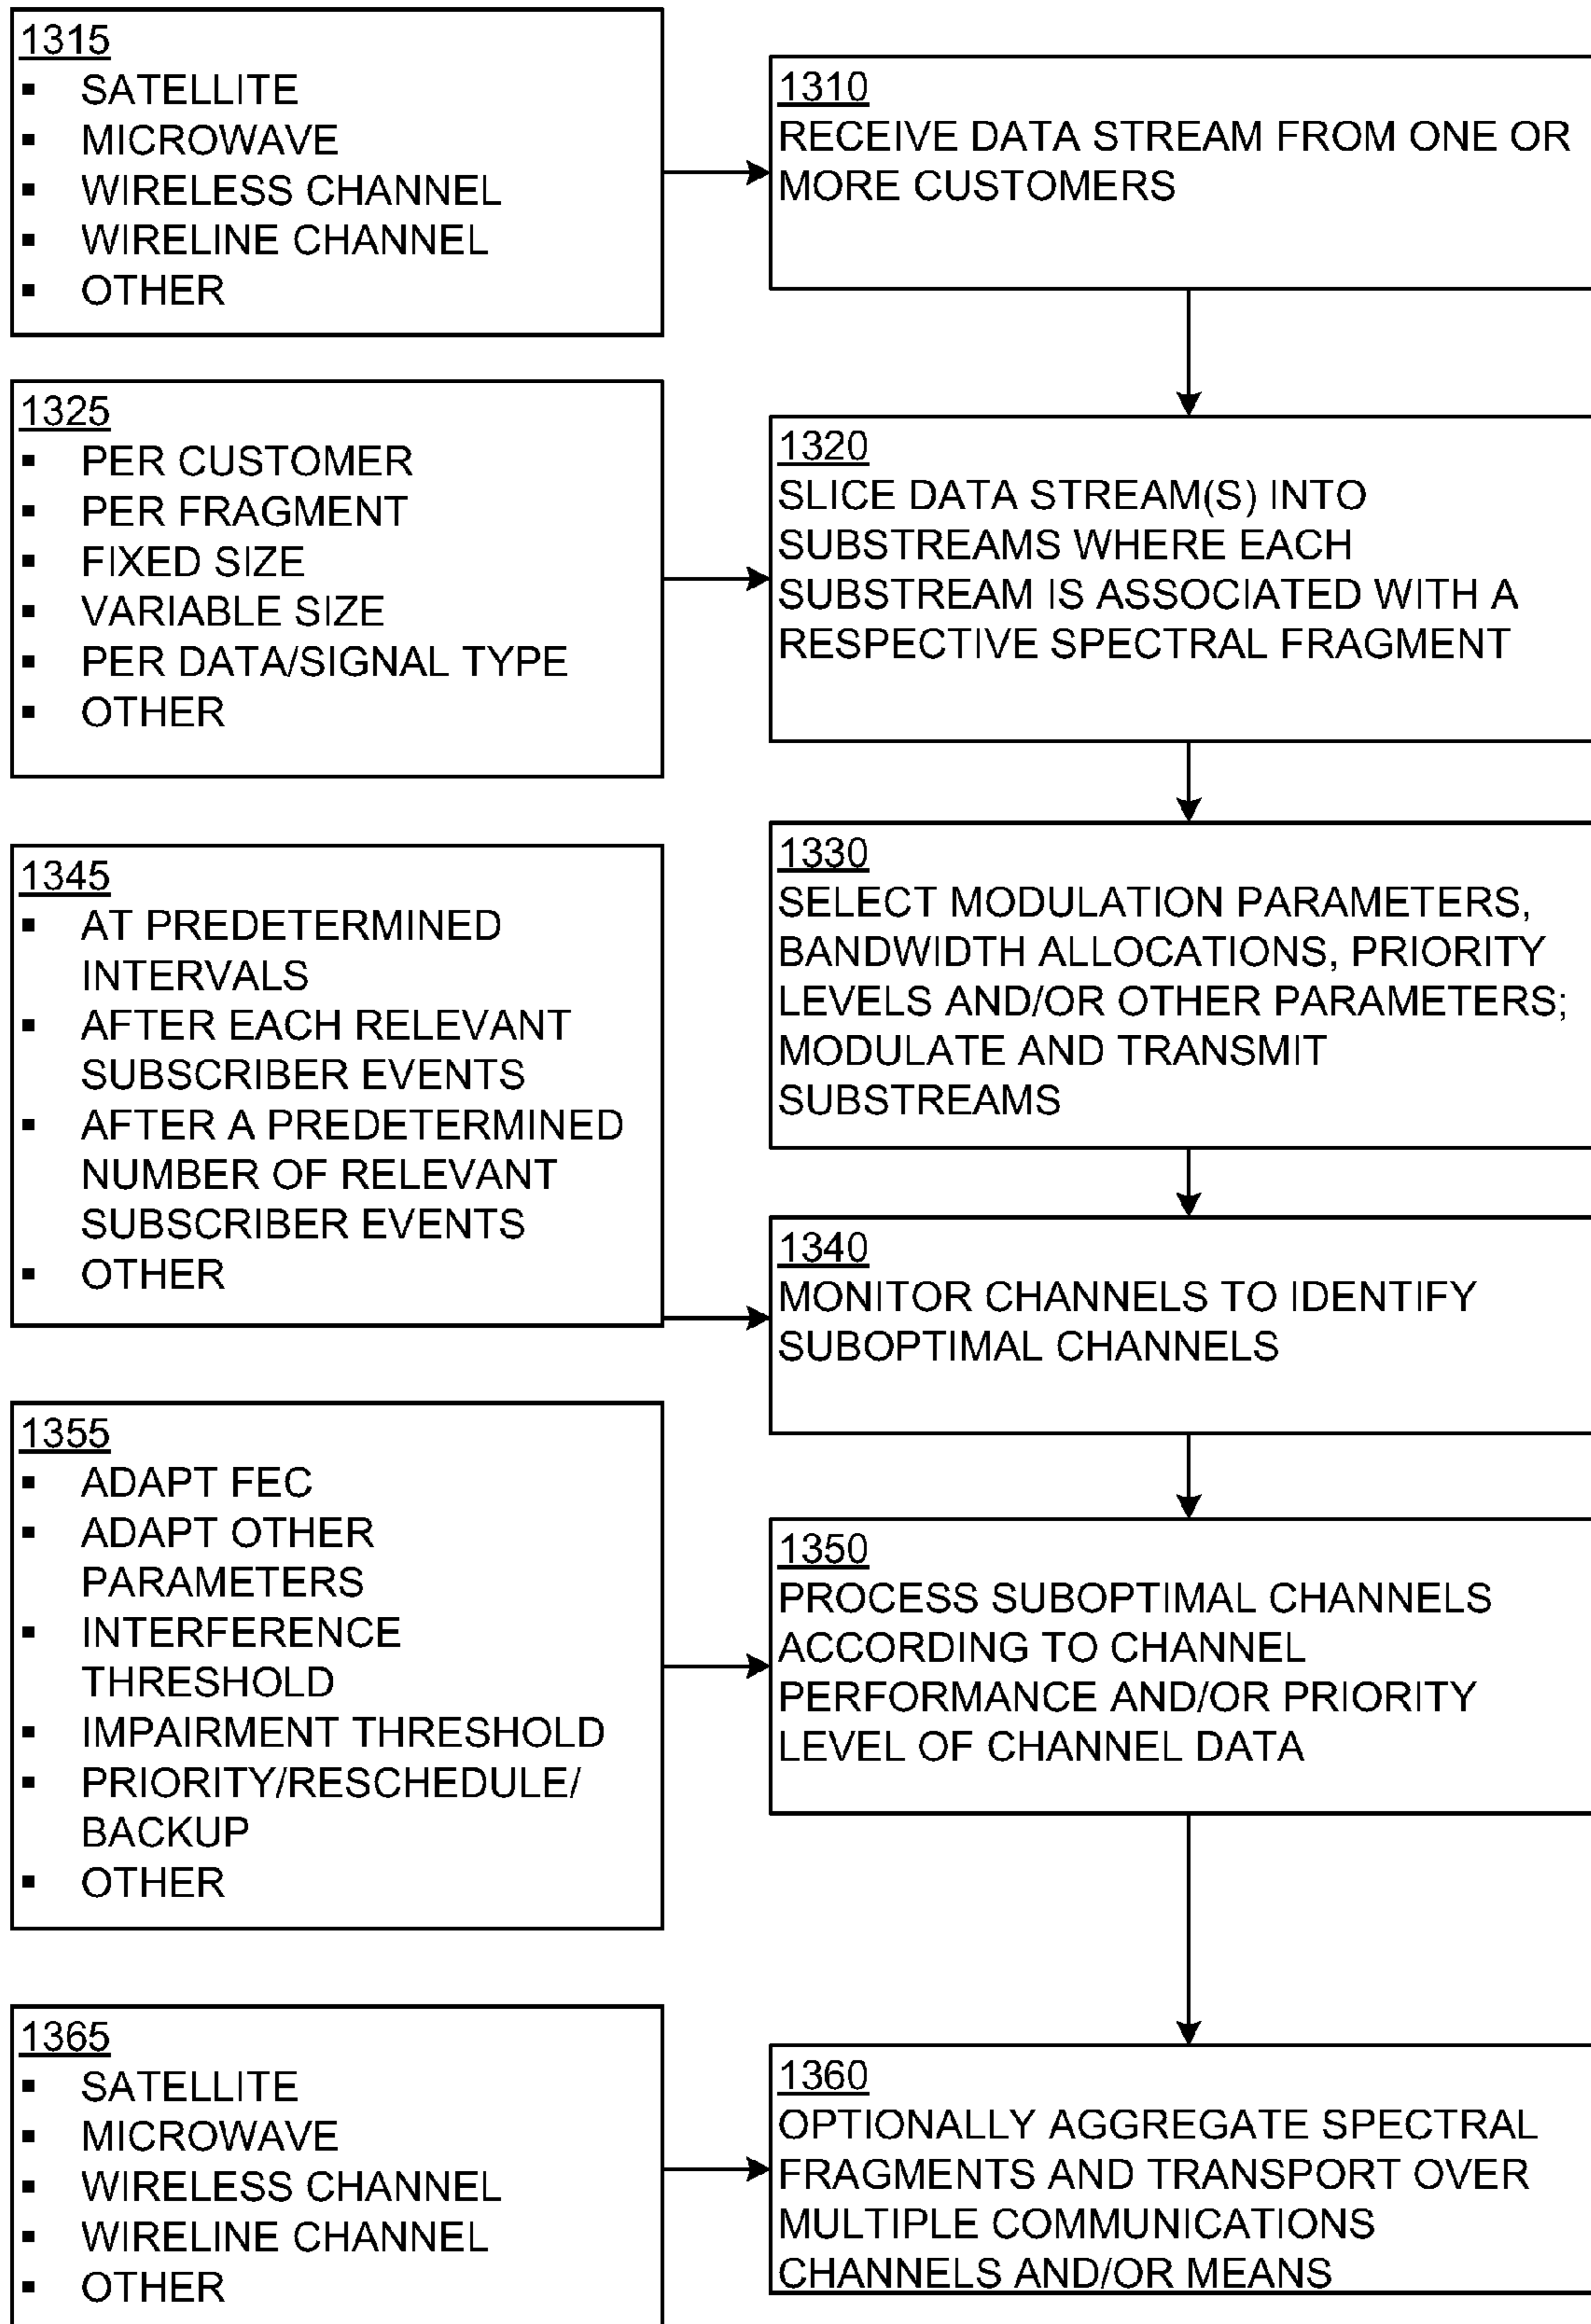 1315
▪ SATELLITE
▪ MICROWAVE
▪ WIRELESS CHANNEL
▪ WIRELINE CHANNEL
▪ OTHER
1310
RECEIVE DATA STREAM FROM ONE OR
MORE CUSTOMERS
1325
▪ PER CUSTOMER
▪ PER FRAGMENT
▪ FIXED SIZE
▪ VARIABLE SIZE
▪ PER DATA/SIGNAL TYPE
▪ OTHER
1320
SLICE DATA STREAM(S) INTO
SUBSTREAMS WHERE EACH
SUBSTREAM IS ASSOCIATED WITH A
RESPECTIVE SPECTRAL FRAGMENT
1330
SELECT MODULATION PARAMETERS,
BANDWIDTH ALLOCATIONS, PRIORITY
LEVELS AND/OR OTHER PARAMETERS;
MODULATE AND TRANSMIT
SUBSTREAMS
1345
▪ AT PREDETERMINED
INTERVALS
▪ AFTER EACH RELEVANT
SUBSCRIBER EVENTS
▪ AFTER A PREDETERMINED
NUMBER OF RELEVANT
SUBSCRIBER EVENTS
▪ OTHER
1340
MONITOR CHANNELS TO IDENTIFY
SUBOPTIMAL CHANNELS
1355
▪ ADAPT FEC
▪ ADAPT OTHER
PARAMETERS
▪ INTERFERENCE
THRESHOLD
▪ IMPAIRMENT THRESHOLD
▪ PRIORITY/RESCHEDULE/
BACKUP
▪ OTHER
1350
PROCESS SUBOPTIMAL CHANNELS
ACCORDING TO CHANNEL
PERFORMANCE AND/OR PRIORITY
LEVEL OF CHANNEL DATA
1365
▪ SATELLITE
▪ MICROWAVE
▪ WIRELESS CHANNEL
▪ WIRELINE CHANNEL
▪ OTHER
1360
OPTIONALLY AGGREGATE SPECTRAL
FRAGMENTS AND TRANSPORT OVER
MULTIPLE COMMUNICATIONS
CHANNELS AND/OR MEANS